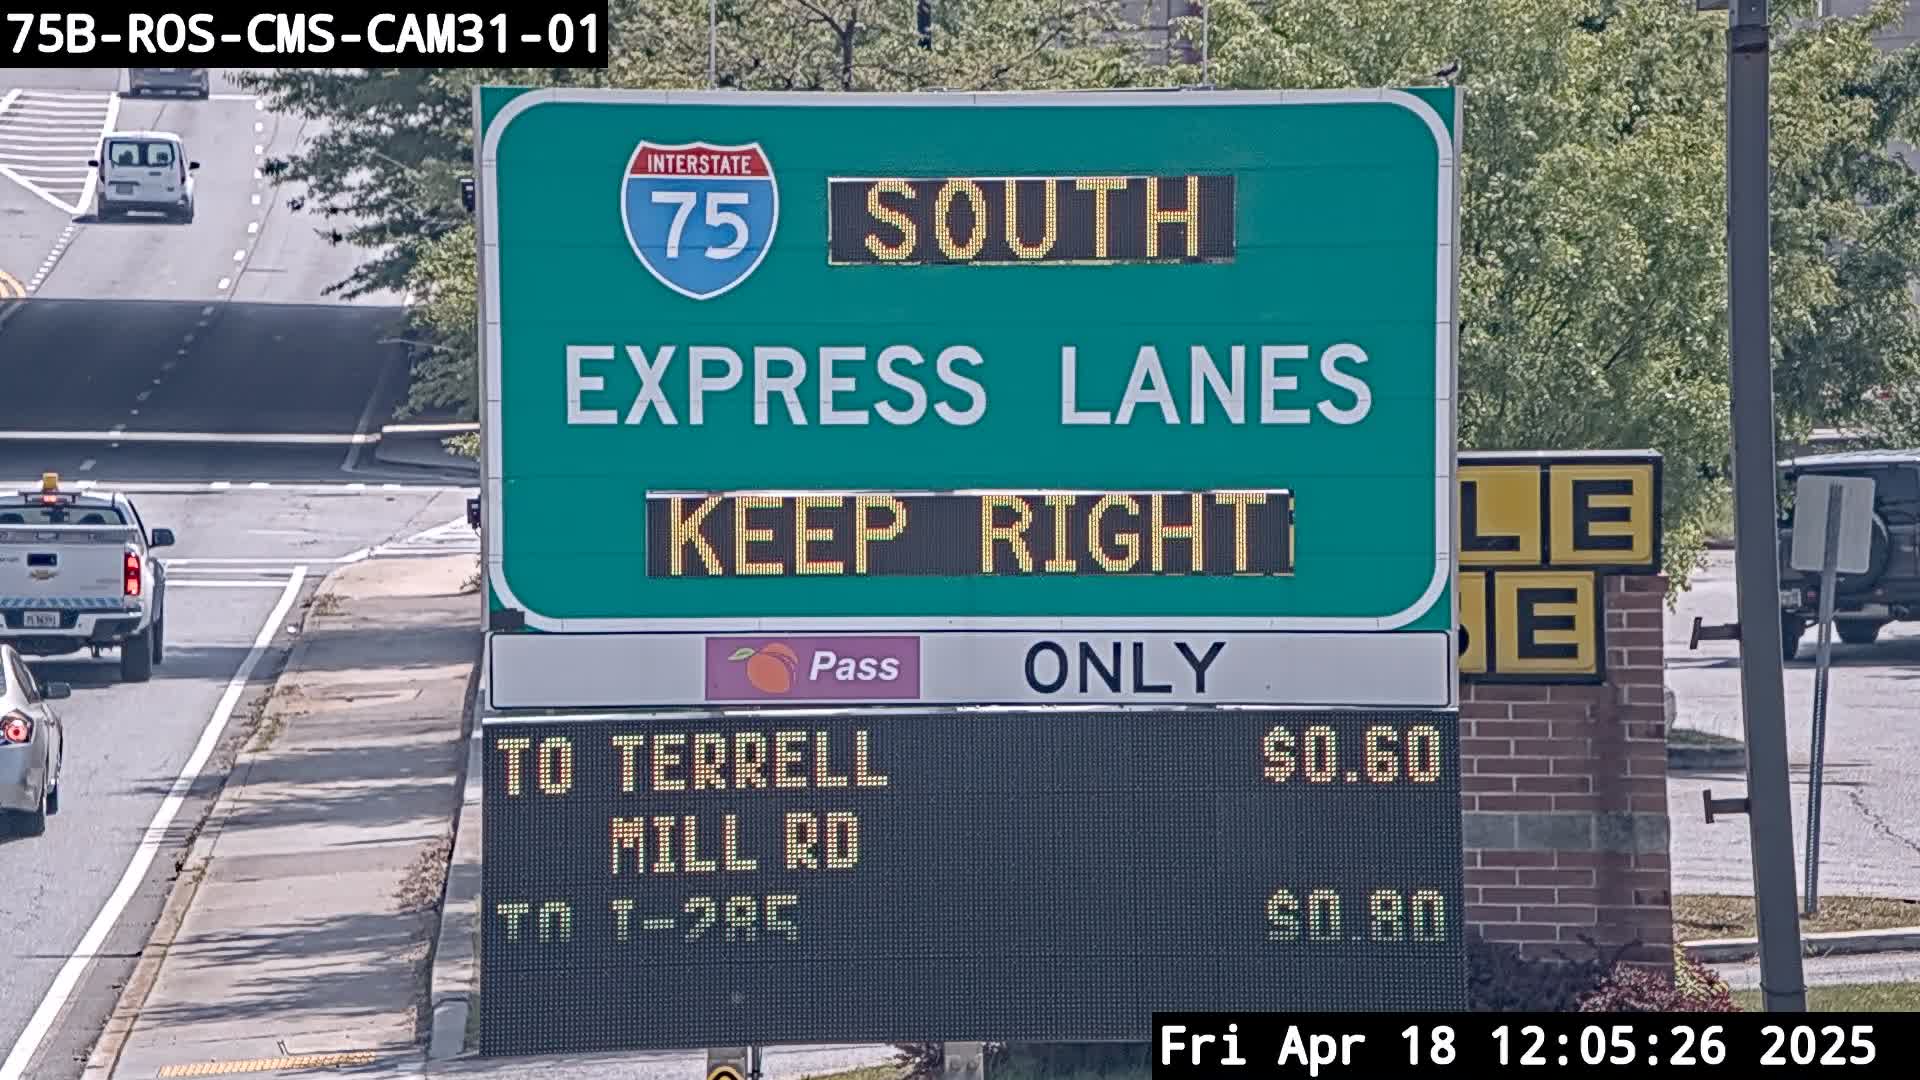 75B-ROS-CMS-CAM31-01
INTERSTATE
75
SOUTH
EXPRESS LANES
KEEP RIGHT
Pass ONLY
TO TERRELL $0.60
MILL RD
TO I-285 $0.80
LE
E
Fri Apr 18 12:05:26 2025